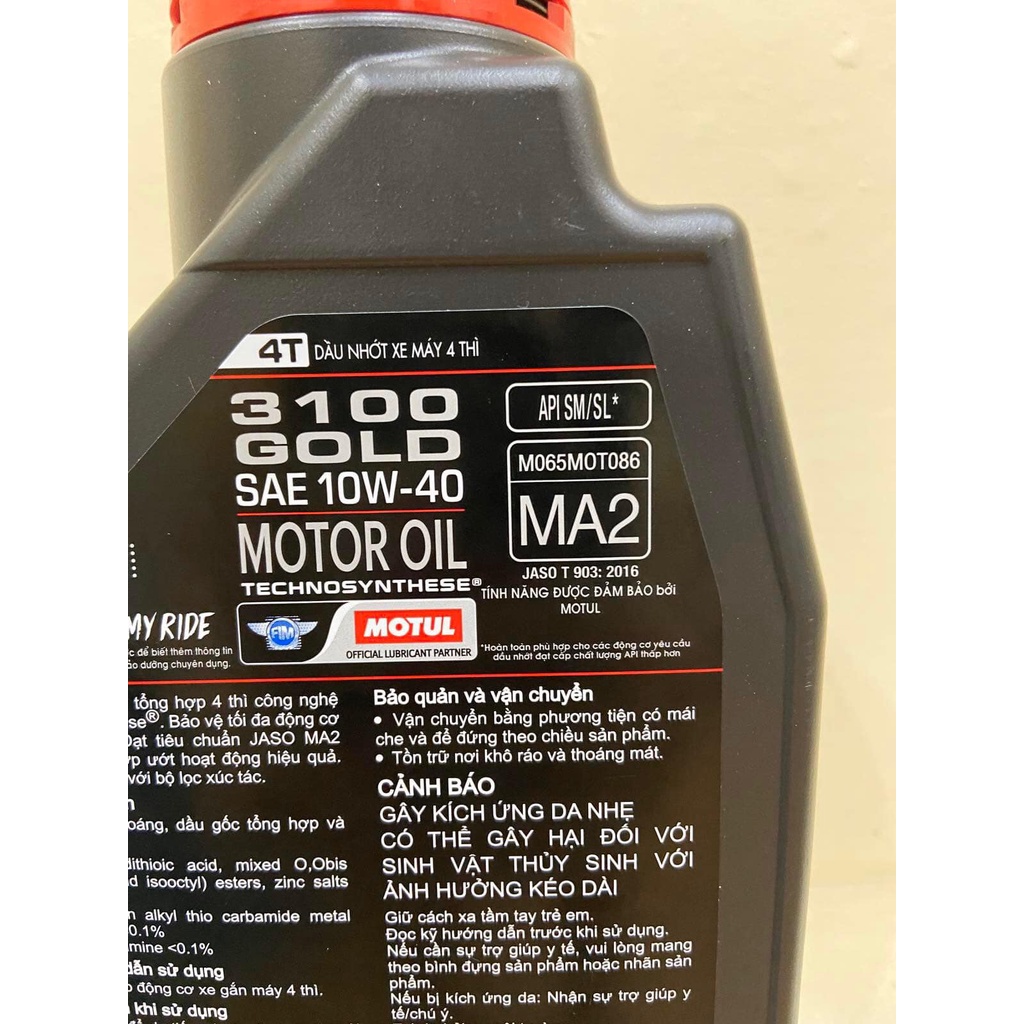 4T DẦU NHỚT XE MÁY 4 THÌ
3100
GOLD
SAE 10W-40
MOTOR OIL
TECHNOSYNTHESE®
API SM/SL*
M065MOT086
MA2
JASO T 903: 2016
TÍNH NĂNG ĐƯỢC ĐẢM BẢO bởi
MOTUL
FIM
MOTUL
OFFICIAL LUBRICANT PARTNER
*Hoàn toàn phù hợp cho các động cơ yêu cầu
dầu nhớt đạt cấp chất lượng API thấp hơn
MY RIDE
để biết thêm thông tin
dưỡng chuyên dụng.
tổng hợp 4 thì công nghệ
Bảo vệ tối đa động cơ
tiêu chuẩn JASO MA2
ướt hoạt động hiệu quả.
với bộ lọc xúc tác.
dầu gốc tổng hợp và
acid, mixed O,Obis
isooctyl) esters, zinc salts
alkyl thio carbamide metal
0.1%
<0.1%
sử dụng
động cơ xe gắn máy 4 thì.
khi sử dụng
Bảo quản và vận chuyển
• Vận chuyển bằng phương tiện có mái
che và để đứng theo chiều sản phẩm.
• Tồn trữ nơi khô ráo và thoáng mát.
CẢNH BÁO
GÂY KÍCH ỨNG DA NHẸ
CÓ THỂ GÂY HẠI ĐỐI VỚI
SINH VẬT THỦY SINH VỚI
ẢNH HƯỞNG KÉO DÀI
Giữ cách xa tầm tay trẻ em.
Đọc kỹ hướng dẫn trước khi sử dụng.
Nếu cần sự trợ giúp y tế, vui lòng mang
theo bình đựng sản phẩm hoặc nhãn sản
phẩm.
Nếu bị kích ứng da: Nhận sự trợ giúp y
tế/chú ý.